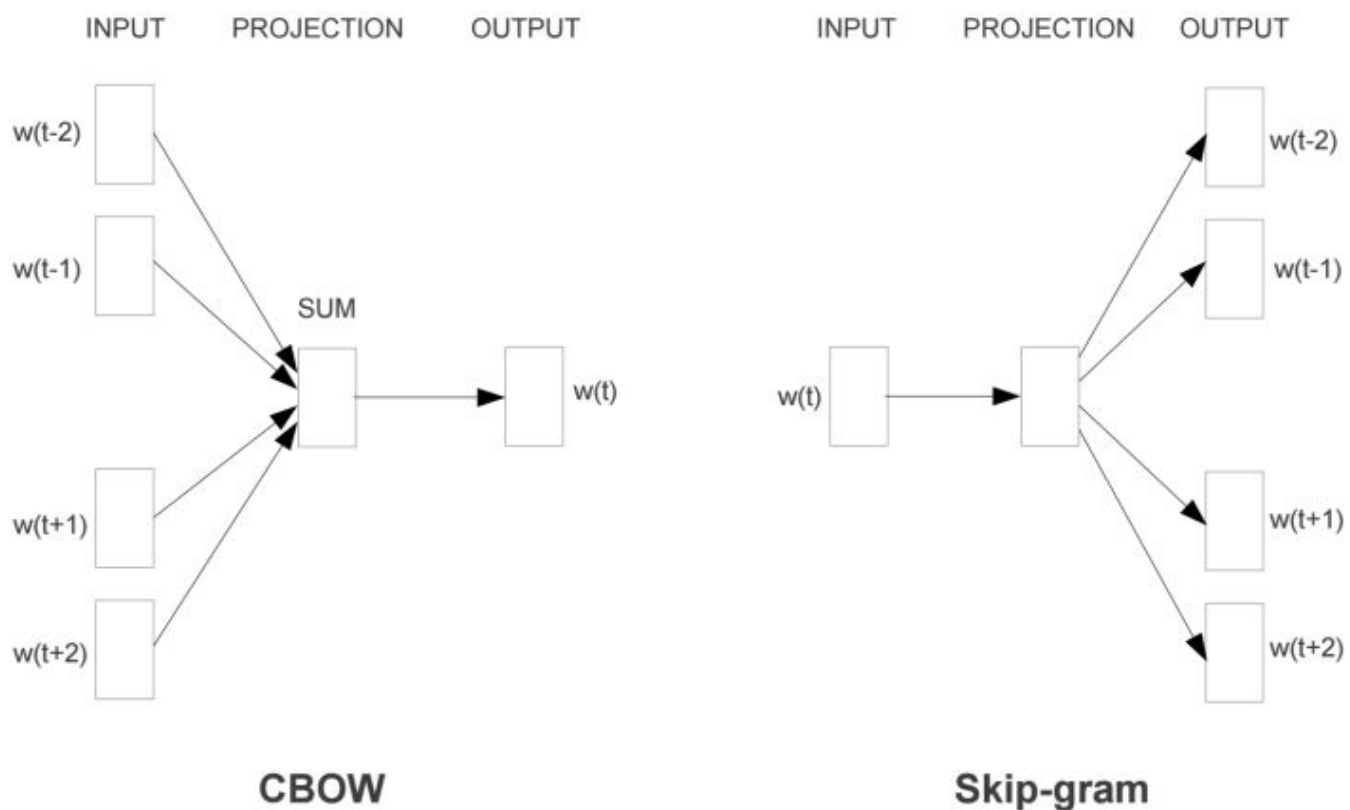 INPUT PROJECTION OUTPUT
w(t-2)
w(t-1)
SUM
w(t)
w(t+1)
w(t+2)
CBOW
INPUT PROJECTION OUTPUT
w(t-2)
w(t-1)
w(t)
w(t+1)
w(t+2)
Skip-gram